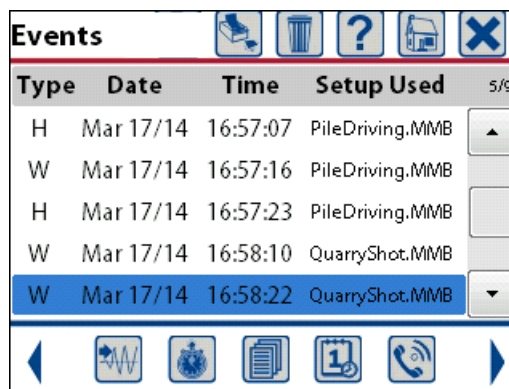 Events
Type Date Time Setup Used 5/9
H Mar 17/14 16:57:07 PileDriving.MMB
W Mar 17/14 16:57:16 PileDriving.MMB
H Mar 17/14 16:57:23 PileDriving.MMB
W Mar 17/14 16:58:10 QuarryShot.MMB
W Mar 17/14 16:58:22 QuarryShot.MMB